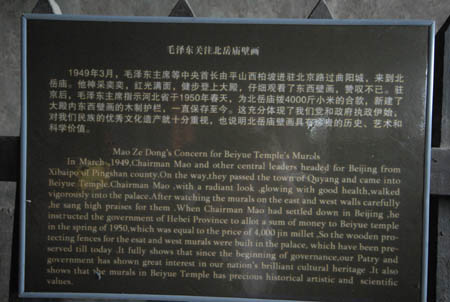 毛泽东关注北岳庙壁画
1949年3月，毛泽东主席等中央首长由平山西柏坡进驻北京路过曲阳城，来到北
岳庙。他神采奕奕，红光满面，健步登上大殿，仔细观看了东西壁画，赞叹不已。驻
京后，毛泽东主席指示河北省于1950年春天，为北岳庙拨4000斤小米的合款，新建了
大殿内东西壁画的木制护栏，一直保存至今。这充分体现了我们党和政府执政伊始，
对我们民族的优秀文化遗产就十分重视，也说明北岳庙壁画具有珍贵的历史、艺术和
科学价值。
Mao Ze Dong's Concern for Beiyue Temple's Murals
In March ,1949,Chairman Mao and other central leaders headed for Beijing from
Xibaipo of Pingshan county.On the way,they passed the town of Quyang and came into
Beiyue Temple.Chairman Mao ,with a radiant look ,glowing with good health,walked
vigorously into the palace.After watching the murals on the east and west walls carefully
,he sang high praises for them .When Chairman Mao had settled down in Beijing ,he
instructed the government of Hebei Province to allot a sum of money to Beiyue temple
in the spring of 1950,which was equal to the price of 4,000 jin millet .So the wooden pro-
tecting fences for the esat and west murals were built in the palace, which have been pre-
served till today .It fully shows that since the beginning of governance,our Patry and
government has shown great interest in our nation's brilliant cultural heritage .It also
shows that the murals in Beiyue Temple has precious historical artistic and scientific
values.